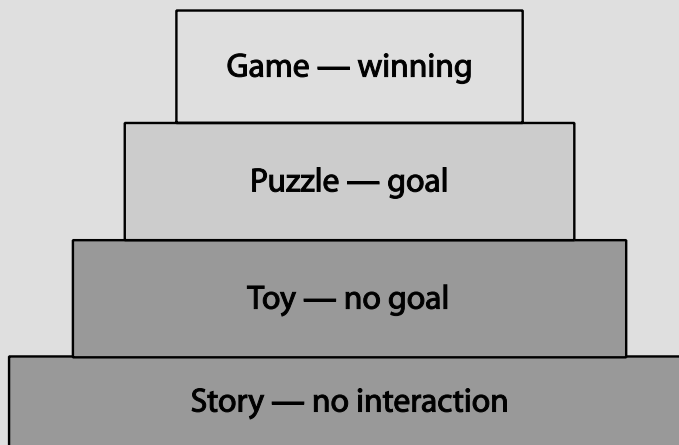 Game — winning
Puzzle — goal
Toy — no goal
Story — no interaction